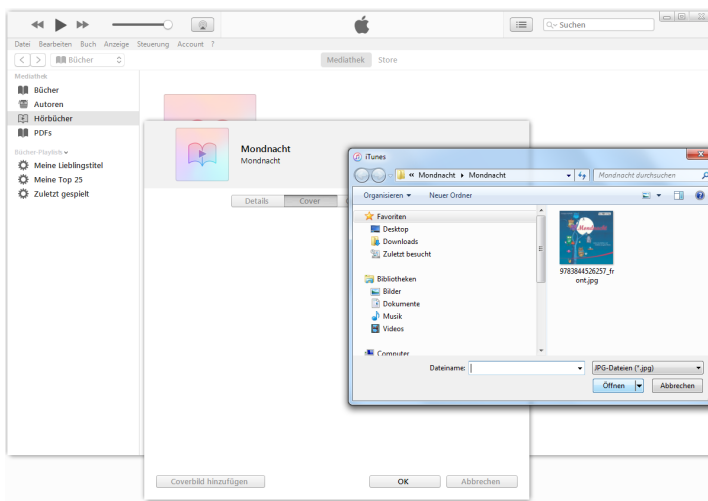 Suchen
Datei Bearbeiten Buch Anzeige Steuerung Account ?
Bücher
Mediathek Store
Mediathek
Bücher
Autoren
Hörbücher
PDFs
Bücher-Playlists
Meine Lieblingstitel
Meine Top 25
Zuletzt gespielt
Mondnacht
Mondnacht
Details Cover
iTunes
« Mondnacht ▸ Mondnacht
Mondnacht durchsuchen
Organisieren ▾ Neuer Ordner
Favoriten
Desktop
Downloads
Zuletzt besucht
Bibliotheken
Bilder
Dokumente
Musik
Videos
Computer
Mondnacht
9783844526257_fr
ont.jpg
Dateiname:
JPG-Dateien (*.jpg)
Öffnen Abbrechen
Coverbild hinzufügen OK Abbrechen